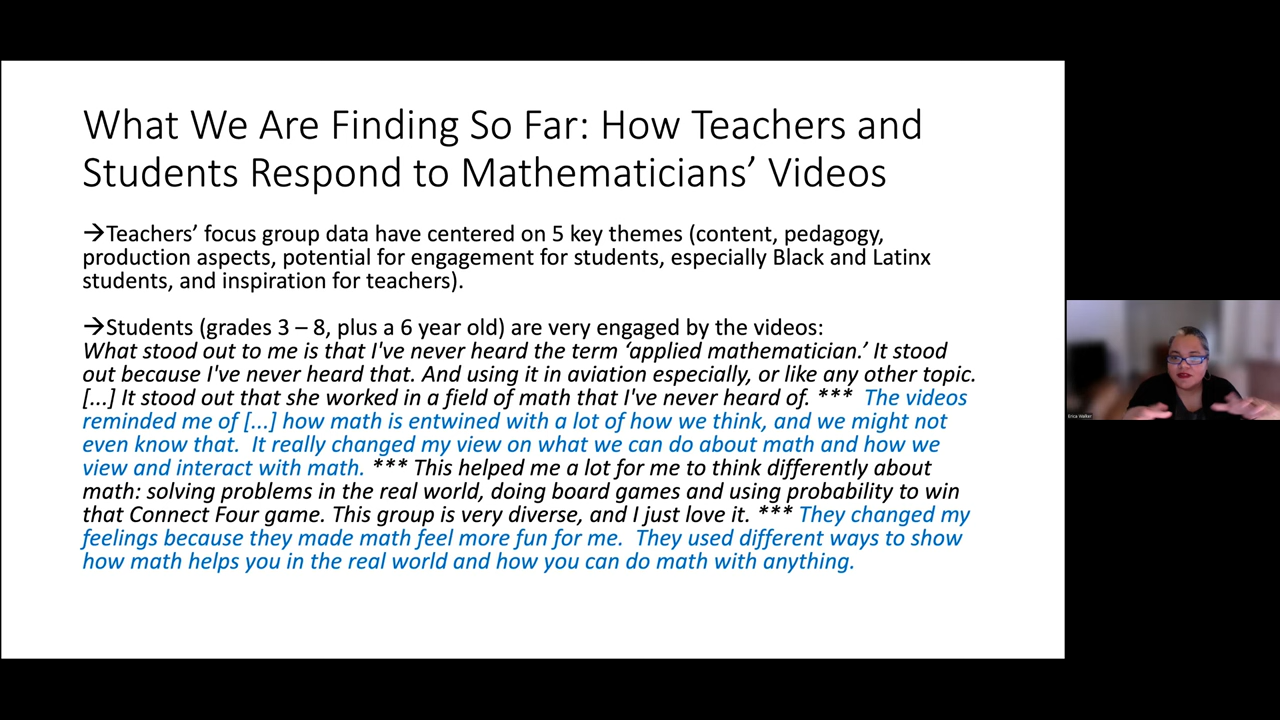 What We Are Finding So Far: How Teachers and
Students Respond to Mathematicians’ Videos
→Teachers’ focus group data have centered on 5 key themes (content, pedagogy,
production aspects, potential for engagement for students, especially Black and Latinx
students, and inspiration for teachers).
→Students (grades 3 – 8, plus a 6 year old) are very engaged by the videos:
What stood out to me is that I've never heard the term ‘applied mathematician.’ It stood
out because I've never heard that. And using it in aviation especially, or like any other topic.
[...] It stood out that she worked in a field of math that I've never heard of. *** The videos
reminded me of [...] how math is entwined with a lot of how we think, and we might not
even know that. It really changed my view on what we can do about math and how we
view and interact with math. *** This helped me a lot for me to think differently about
math: solving problems in the real world, doing board games and using probability to win
that Connect Four game. This group is very diverse, and I just love it. *** They changed my
feelings because they made math feel more fun for me. They used different ways to show
how math helps you in the real world and how you can do math with anything.
Erica Walker